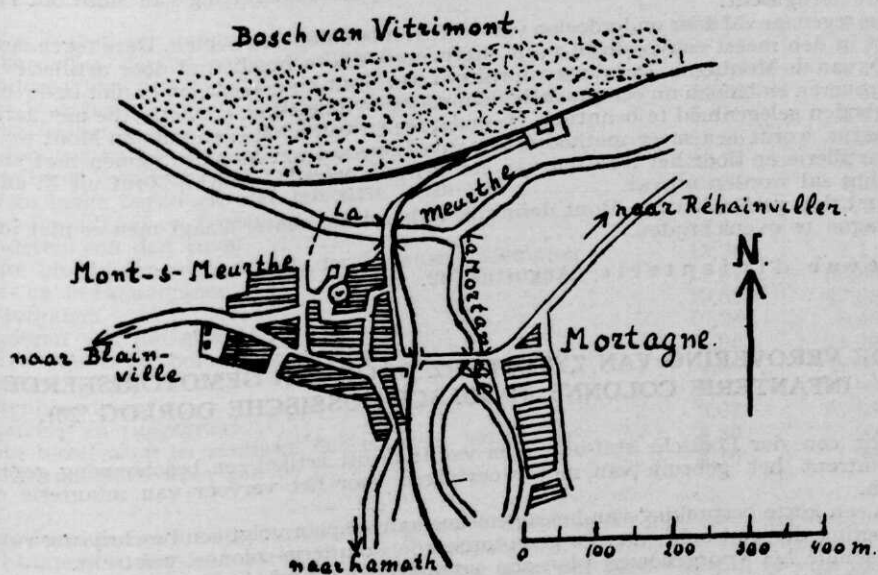 Bosch van Vitrimont.
La Meurthe
naar Réhainviller
Mont-s-Meurthe
La Mortagne
N.
Mortagne.
naar Blain-
ville
naar Lamath
0 100 200 300 400 m.